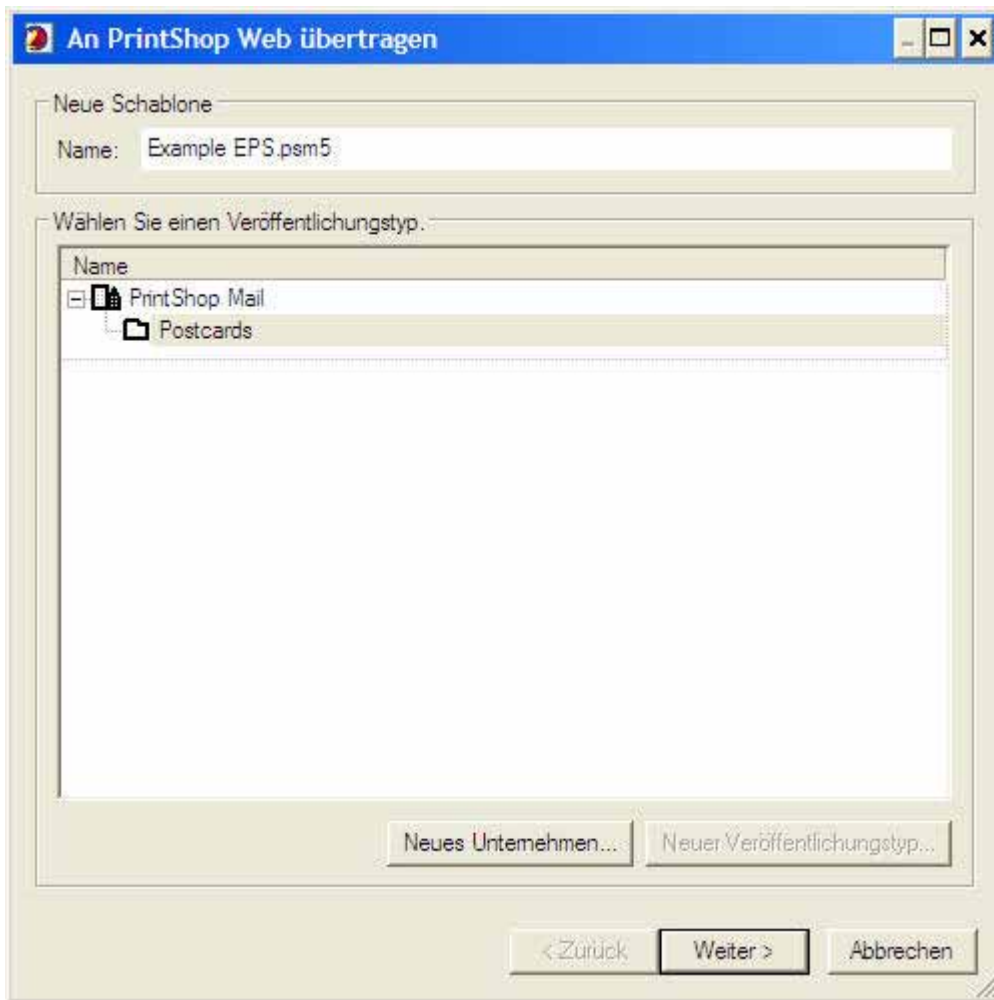 An PrintShop Web übertragen
Neue Schablone
Name: Example EPS.psm5
Wählen Sie einen Veröffentlichungstyp.
Name
PrintShop Mail
Postcards
Neues Unternehmen... Neuer Veröffentlichungstyp...
< Zurück Weiter > Abbrechen